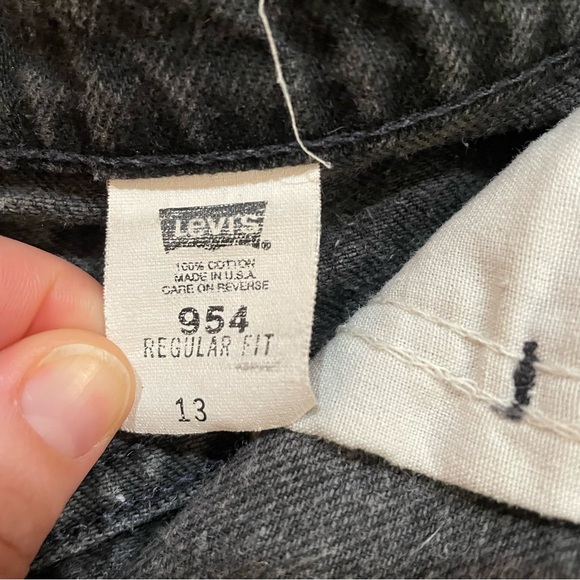 Levi's ®
100% COTTON
MADE IN U.S.A.
CARE ON REVERSE
954
REGULAR FIT
13